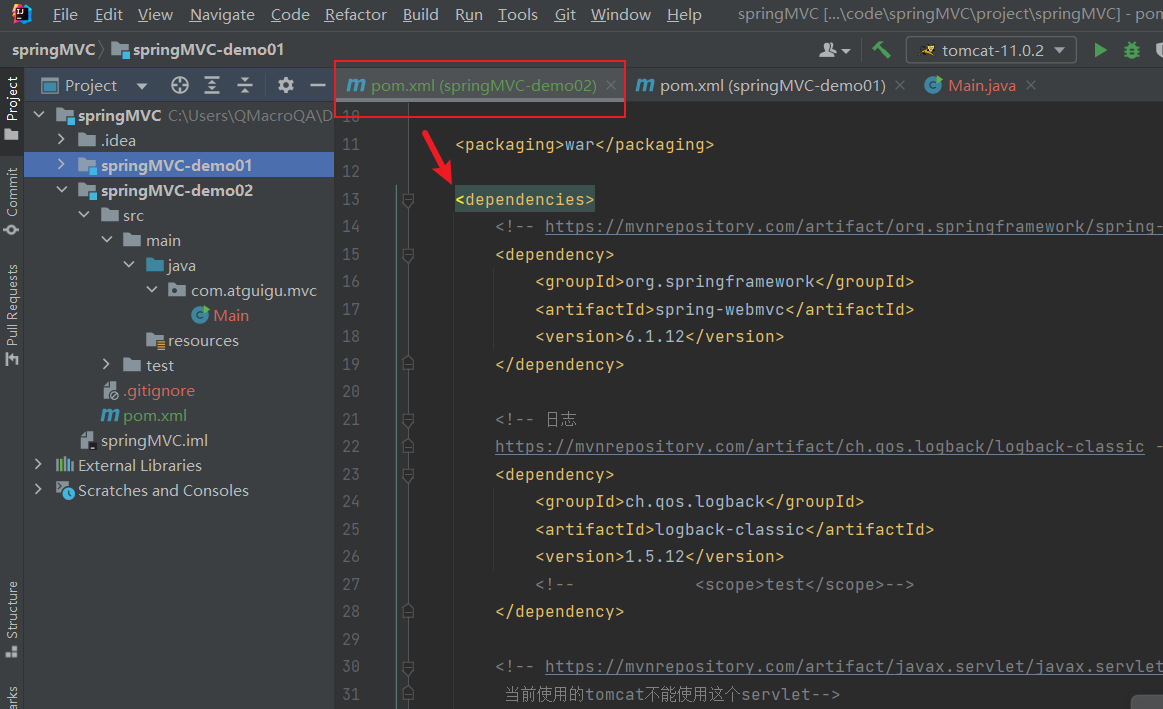 File Edit View Navigate Code Refactor Build Run Tools Git Window Help springMVC [...\code\springMVC\project\springMVC] - pom
springMVC springMVC-demo01 tomcat-11.0.2
Project pom.xml (springMVC-demo02) pom.xml (springMVC-demo01) Main.java
Project
Commit
Pull Requests
Structure
arks
springMVC C:\Users\QMacroQA\D
.idea
springMVC-demo01
springMVC-demo02
src
main
java
com.atguigu.mvc
Main
resources
test
.gitignore
pom.xml
springMVC.iml
External Libraries
Scratches and Consoles
10
11 <packaging>war</packaging>
12
13 <dependencies>
14 <!-- https://mvnrepository.com/artifact/org.springframework/spring-
15 <dependency>
16 <groupId>org.springframework</groupId>
17 <artifactId>spring-webmvc</artifactId>
18 <version>6.1.12</version>
19 </dependency>
20
21 <!-- 日志
22 https://mvnrepository.com/artifact/ch.qos.logback/logback-classic -
23 <dependency>
24 <groupId>ch.qos.logback</groupId>
25 <artifactId>logback-classic</artifactId>
26 <version>1.5.12</version>
27 <!-- <scope>test</scope>-->
28 </dependency>
29
30 <!-- https://mvnrepository.com/artifact/javax.servlet/javax.servlet
31 当前使用的tomcat不能使用这个servlet-->